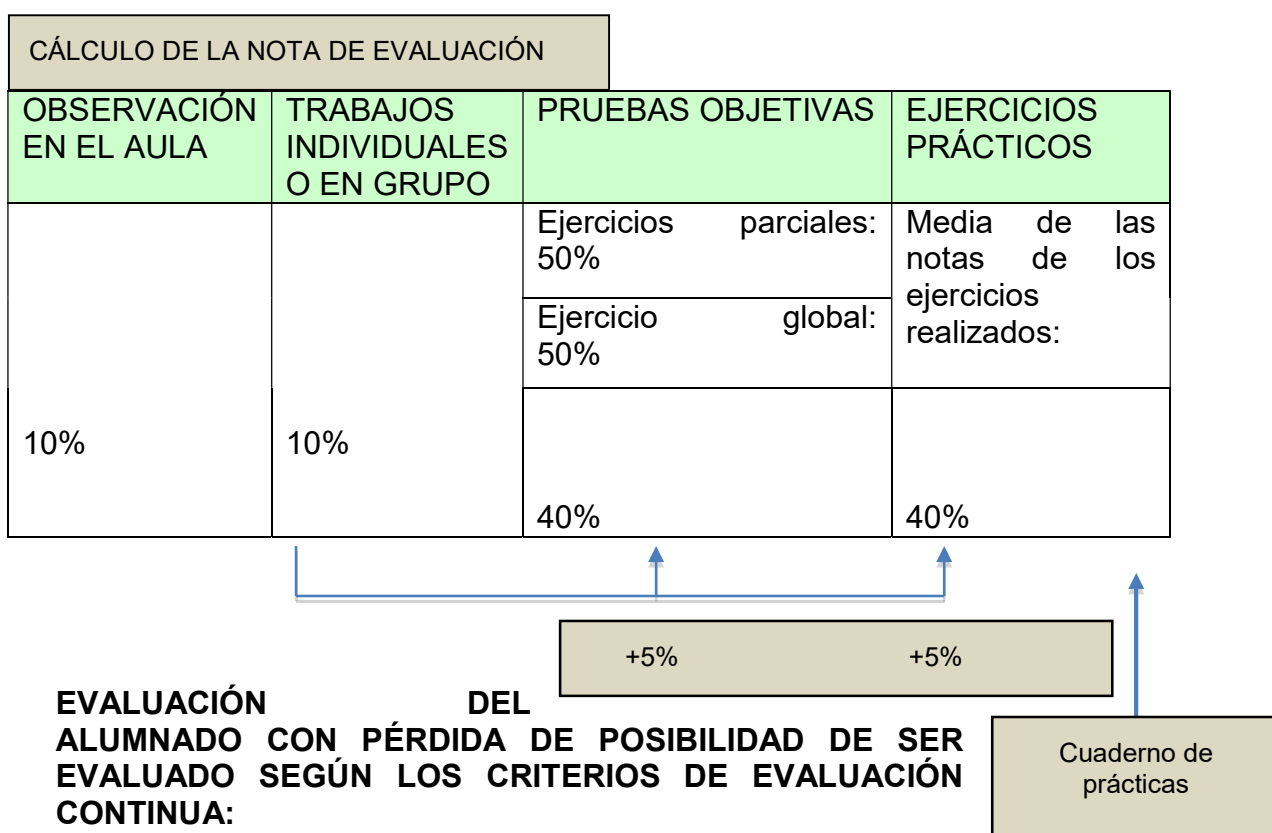 CÁLCULO DE LA NOTA DE EVALUACIÓN
OBSERVACIÓN
EN EL AULA
TRABAJOS
INDIVIDUALES
O EN GRUPO
PRUEBAS OBJETIVAS
EJERCICIOS
PRÁCTICOS
10%
10%
Ejercicios parciales:
50%
Ejercicio global:
50%
40%
Media de las
notas de los
ejercicios
realizados:
40%
+5% +5%
EVALUACIÓN DEL
ALUMNADO CON PÉRDIDA DE POSIBILIDAD DE SER
EVALUADO SEGÚN LOS CRITERIOS DE EVALUACIÓN
CONTINUA:
Cuaderno de
prácticas